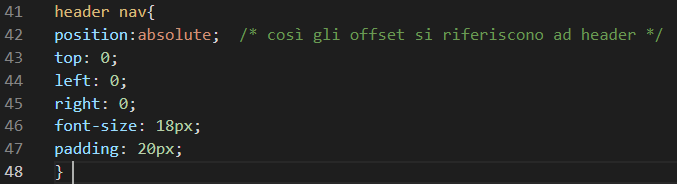 41 header nav{
42 position:absolute; /* così gli offset si riferiscono ad header */
43 top: 0;
44 left: 0;
45 right: 0;
46 font-size: 18px;
47 padding: 20px;
48 }